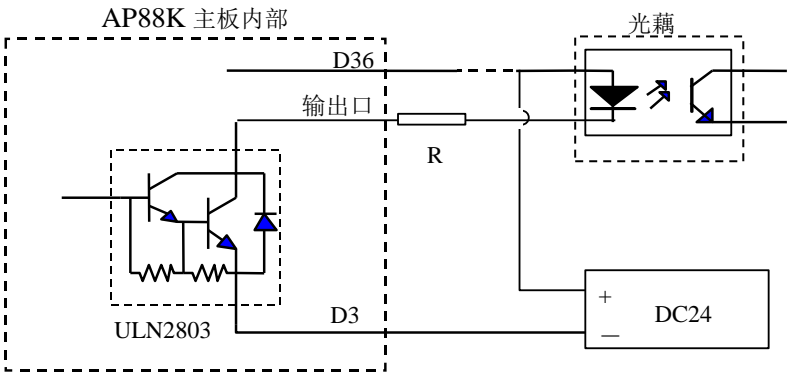 AP88K 主板内部
光藕
D36
输出口
R
ULN2803
D3
+
DC24
—